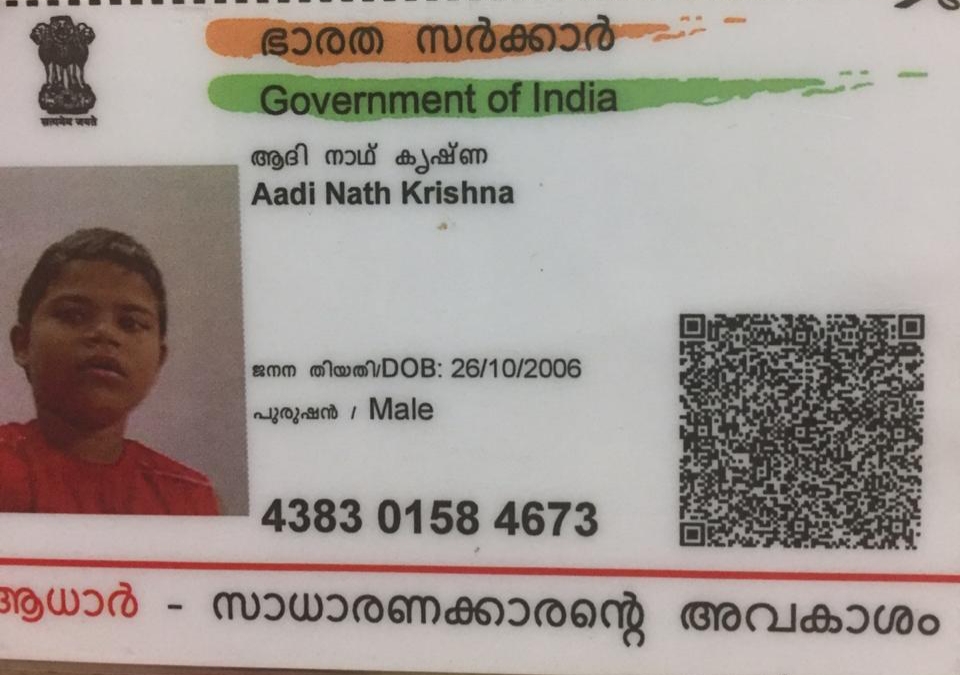 सत्यमेव जयते
ഭാരത സർക്കാർ
Government of India
ആദി നാഥ് കൃഷ്ണ
Aadi Nath Krishna
ജനന തിയതി/DOB: 26/10/2006
പുരുഷൻ / Male
4383 0158 4673
ആധാർ - സാധാരണക്കാരന്റെ അവകാശം